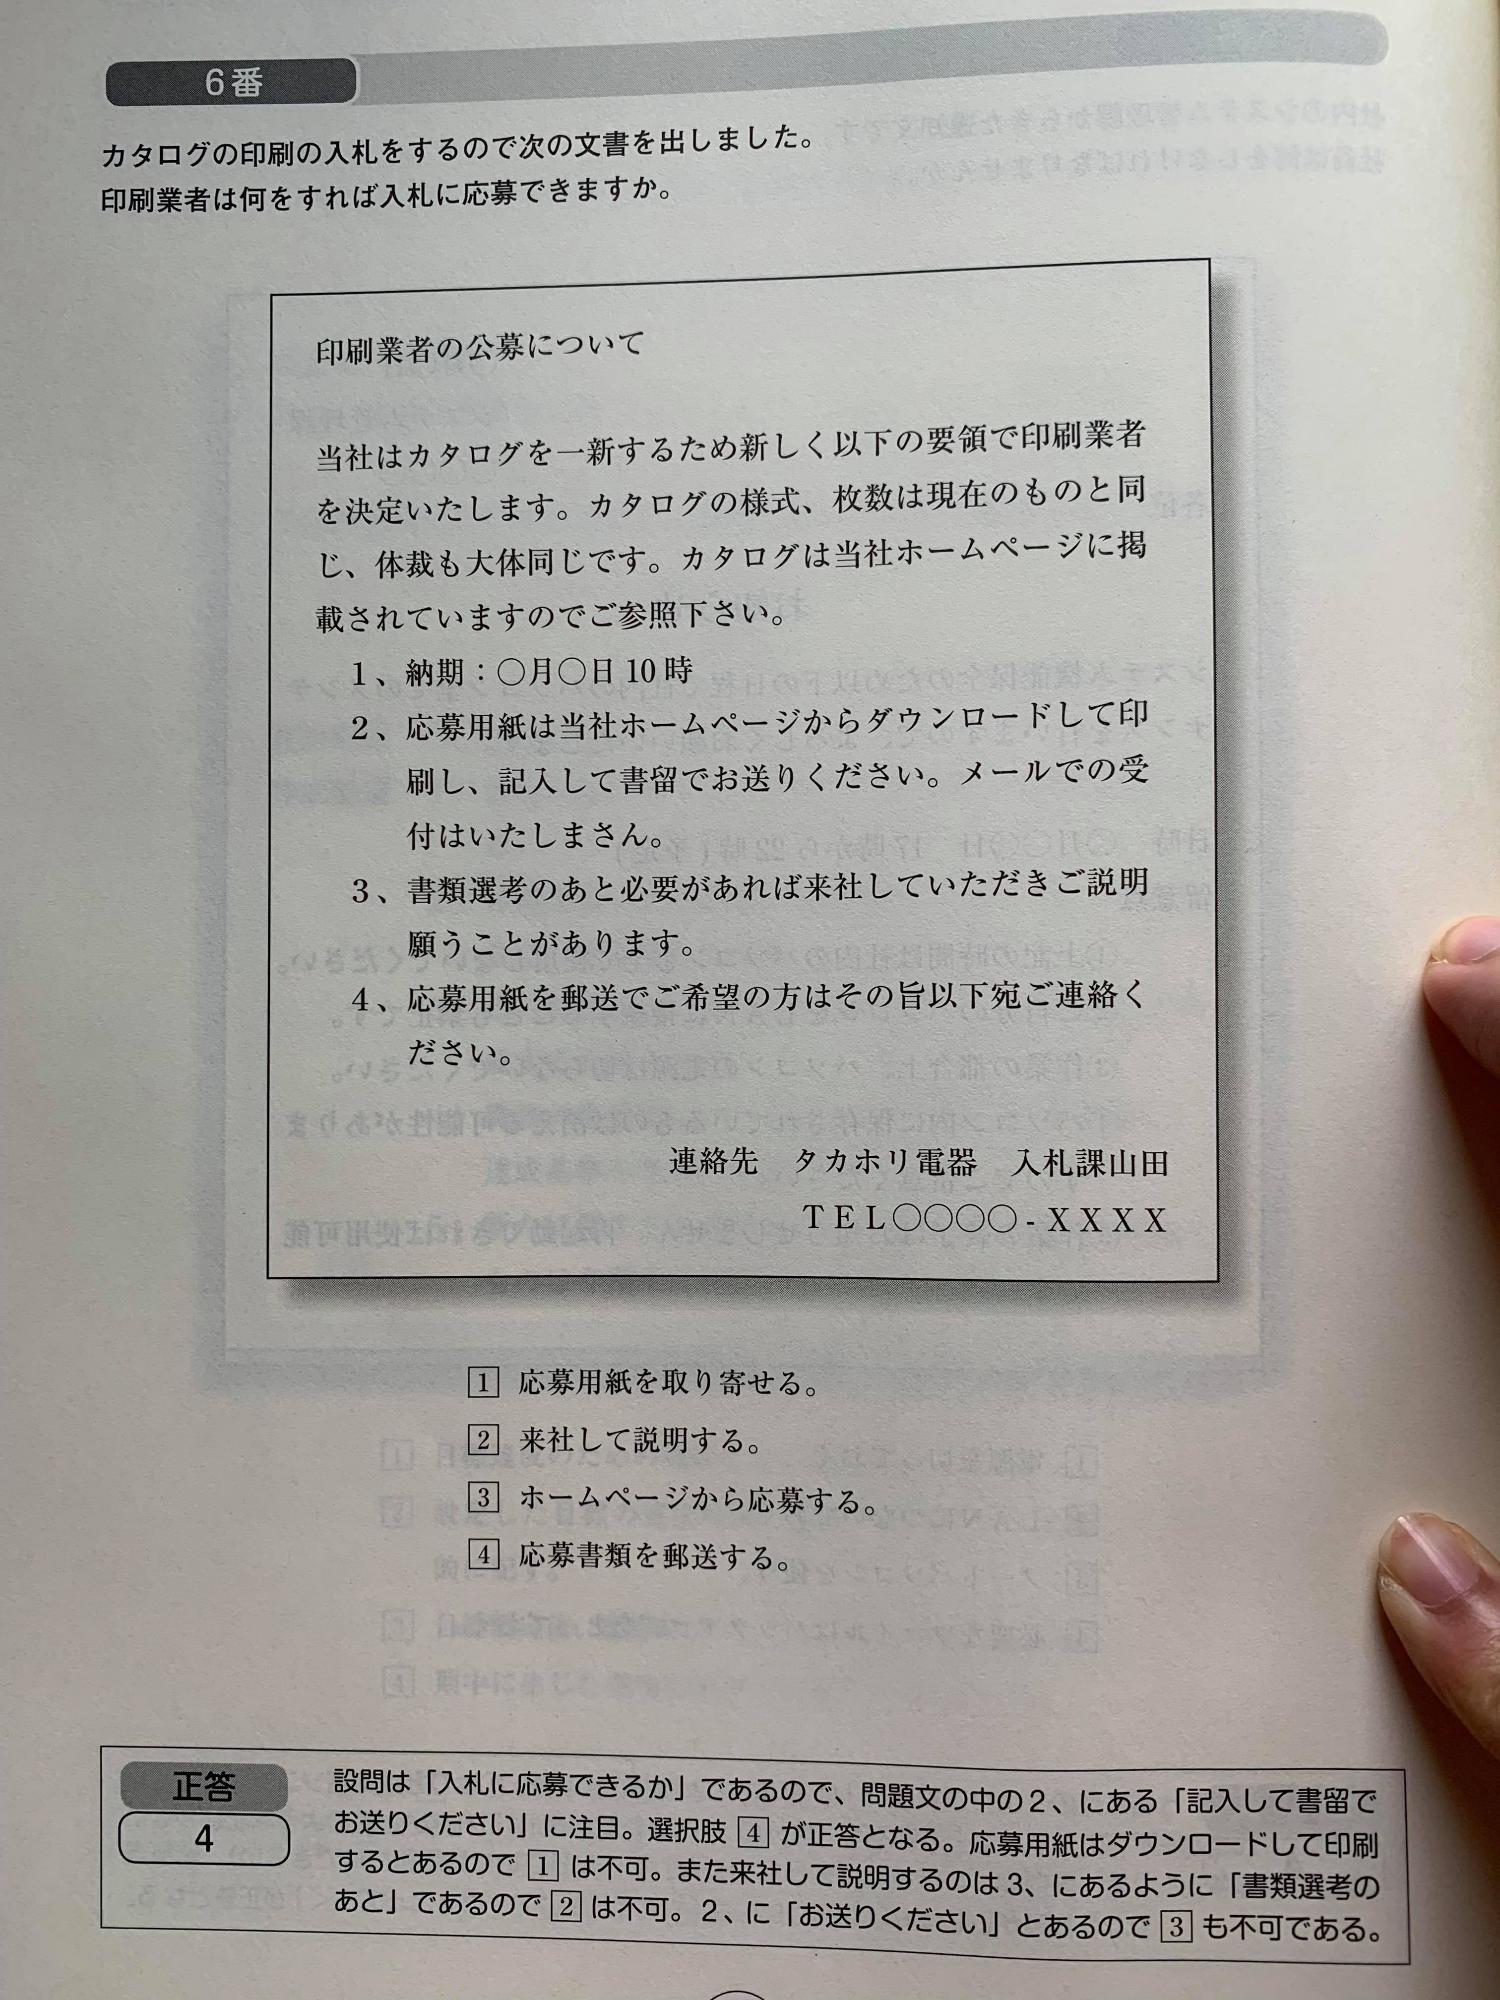 6番
カタログの印刷の入札をするので次の文書を出しました。
印刷業者は何をすれば入札に応募できますか。
印刷業者の公募について
当社はカタログを一新するため新しく以下の要領で印刷業者
を決定いたします。カタログの様式、枚数は現在のものと同
じ、体裁も大体同じです。カタログは当社ホームページに掲
載されていますのでご参照下さい。
1、納期：〇月〇日10時
2、応募用紙は当社ホームページからダウンロードして印
刷し、記入して書留でお送りください。メールでの受
付はいたしまさん。
3、書類選考のあと必要があれば来社していただきご説明
願うことがあります。
4、応募用紙を郵送でご希望の方はその旨以下宛ご連絡く
ださい。
連絡先　タカホリ電器　入札課山田
TEL〇〇〇〇-XXXX
1 応募用紙を取り寄せる。
2 来社して説明する。
3 ホームページから応募する。
4 応募書類を郵送する。
正答
4
設問は「入札に応募できるか」であるので、問題文の中の2、にある「記入して書留で
お送りください」に注目。選択肢 4 が正答となる。応募用紙はダウンロードして印刷
するとあるので 1 は不可。また来社して説明するのは3、にあるように「書類選考の
あと」であるので 2 は不可。2、に「お送りください」とあるので 3 も不可である。